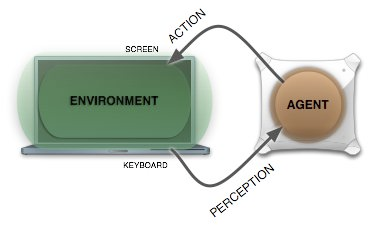 ACTION
SCREEN
ENVIRONMENT
AGENT
KEYBOARD
PERCEPTION